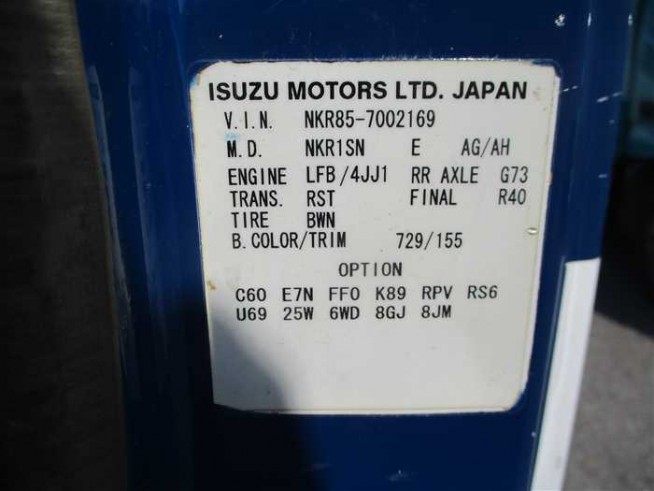 ISUZU MOTORS LTD. JAPAN
V.I.N. NKR85-7002169
M.D. NKR1SN E AG/AH
ENGINE LFB/4JJ1 RR AXLE G73
TRANS. RST FINAL R40
TIRE BWN
B.COLOR/TRIM 729/155
OPTION
C60 E7N FF0 K89 RPV RS6
U69 25W 6WD 8GJ 8JM